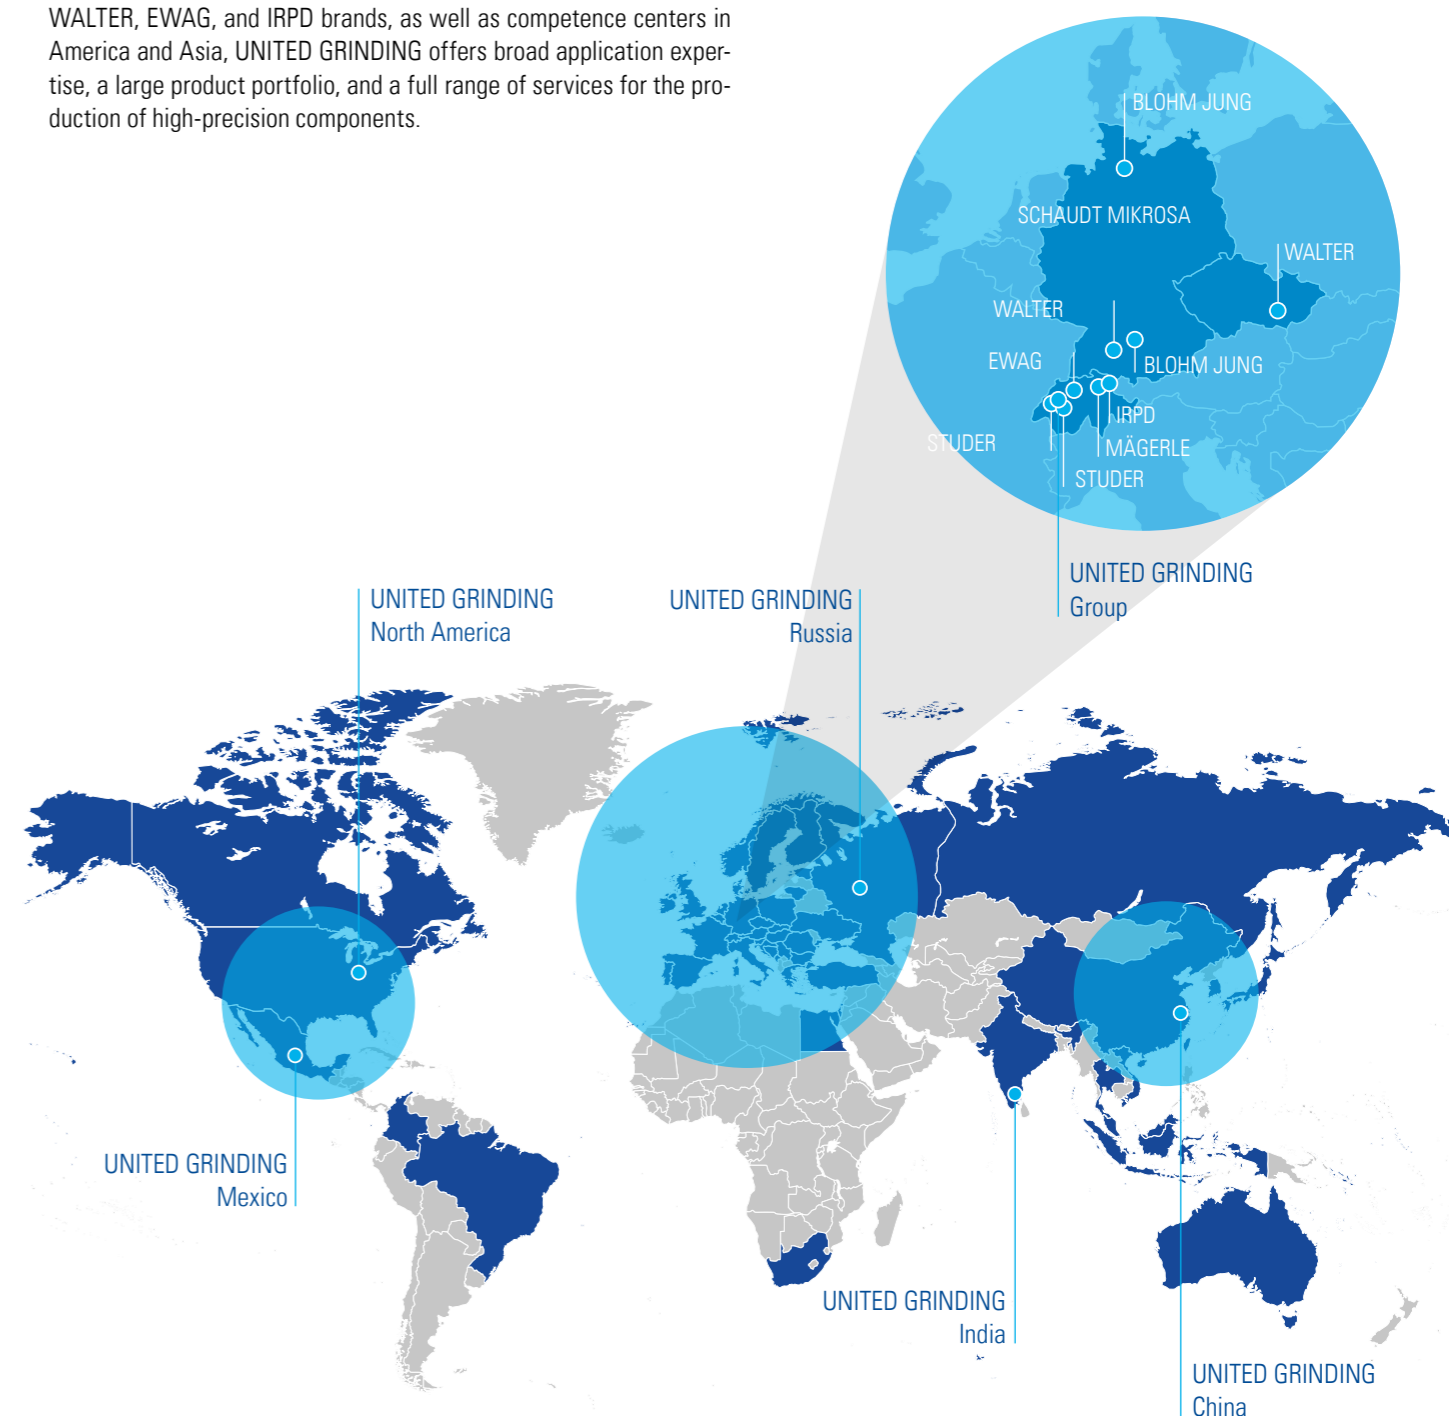 WALTER, EWAG, and IRPD brands, as well as competence centers in
America and Asia, UNITED GRINDING offers broad application exper-
tise, a large product portfolio, and a full range of services for the pro-
duction of high-precision components.
BLOHM JUNG
SCHAUDT MIKROSA
WALTER
WALTER
EWAG
BLOHM JUNG
IRPD
STUDER
MÄGERLE
STUDER
UNITED GRINDING
Group
UNITED GRINDING
North America
UNITED GRINDING
Russia
UNITED GRINDING
Mexico
UNITED GRINDING
India
UNITED GRINDING
China